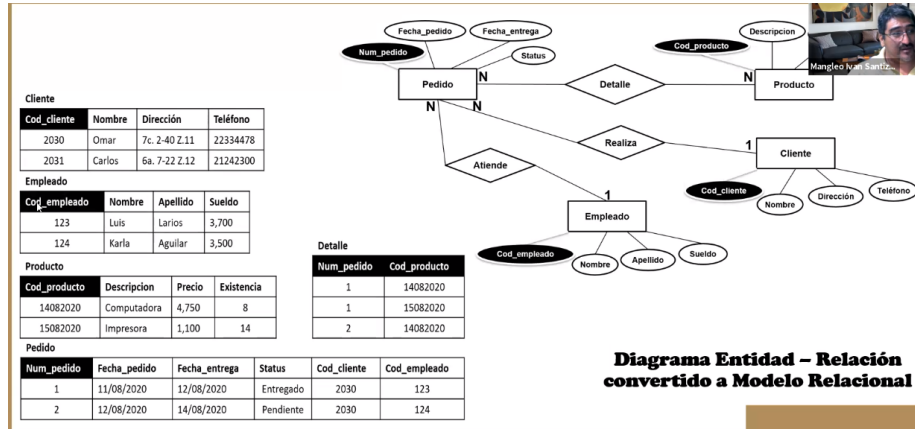 Cliente
Cod_cliente Nombre Dirección Teléfono
2030 Omar 7c. 2-40 Z.11 22334478
2031 Carlos 6a. 7-22 Z.12 21242300
Empleado
Cod_empleado Nombre Apellido Sueldo
123 Luis Larios 3,700
124 Karla Aguilar 3,500
Producto
Cod_producto Descripcion Precio Existencia
14082020 Computadora 4,750 8
15082020 Impresora 1,100 14
Detalle
Num_pedido Cod_producto
1 14082020
1 15082020
2 14082020
Pedido
Num_pedido Fecha_pedido Fecha_entrega Status Cod_cliente Cod_empleado
1 11/08/2020 12/08/2020 Entregado 2030 123
2 12/08/2020 14/08/2020 Pendiente 2030 124
Fecha_pedido Fecha_entrega
Num_pedido Status
Cod_producto Descripcion
Mangleo Ivan Santiz...
Pedido N Detalle N Producto
N N
Realiza 1 Cliente
Atiende
Cod_cliente Nombre Dirección Teléfono
1
Empleado
Cod_empleado Nombre Apellido Sueldo
Diagrama Entidad – Relación
convertido a Modelo Relacional